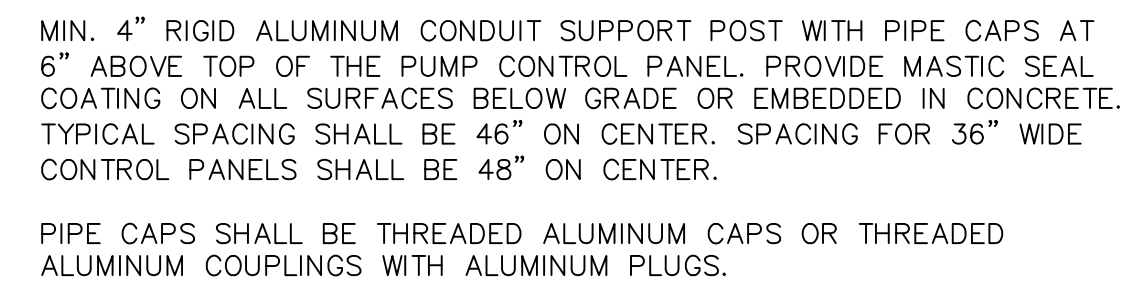 MIN. 4” RIGID ALUMINUM CONDUIT SUPPORT POST WITH PIPE CAPS AT
6” ABOVE TOP OF THE PUMP CONTROL PANEL. PROVIDE MASTIC SEAL
COATING ON ALL SURFACES BELOW GRADE OR EMBEDDED IN CONCRETE.
TYPICAL SPACING SHALL BE 46” ON CENTER. SPACING FOR 36” WIDE
CONTROL PANELS SHALL BE 48” ON CENTER.
PIPE CAPS SHALL BE THREADED ALUMINUM CAPS OR THREADED
ALUMINUM COUPLINGS WITH ALUMINUM PLUGS.